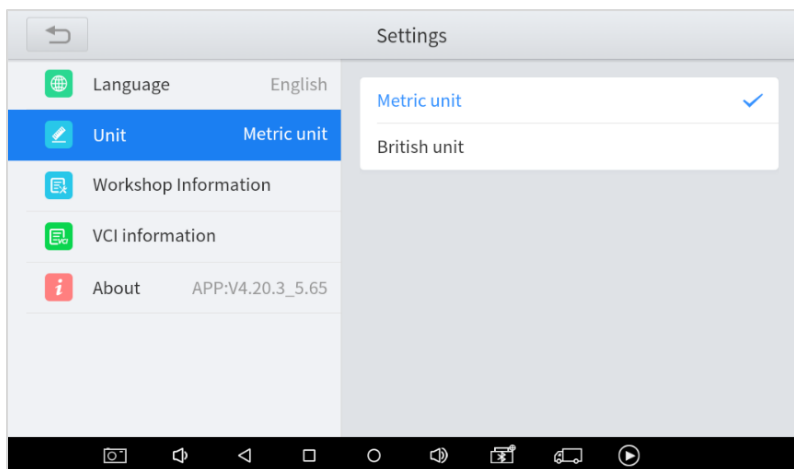 Settings
Language English
Unit Metric unit
Workshop Information
VCI information
About APP:V4.20.3_5.65
Metric unit
British unit